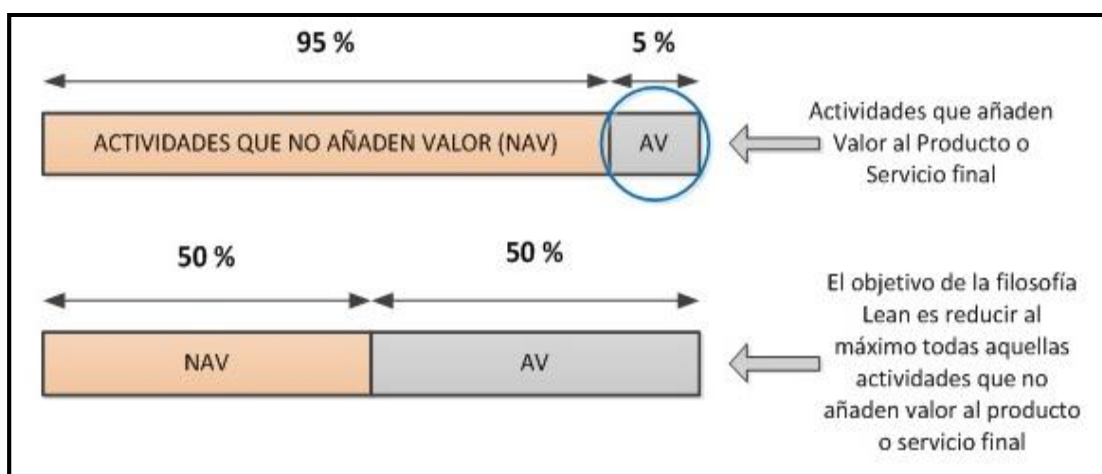 95 %
5 %
ACTIVIDADES QUE NO AÑADEN VALOR (NAV)
AV
Actividades que añaden
Valor al Producto o
Servicio final
50 %
50 %
NAV
AV
El objetivo de la filosofía
Lean es reducir al
máximo todas aquellas
actividades que no
añaden valor al producto
o servicio final